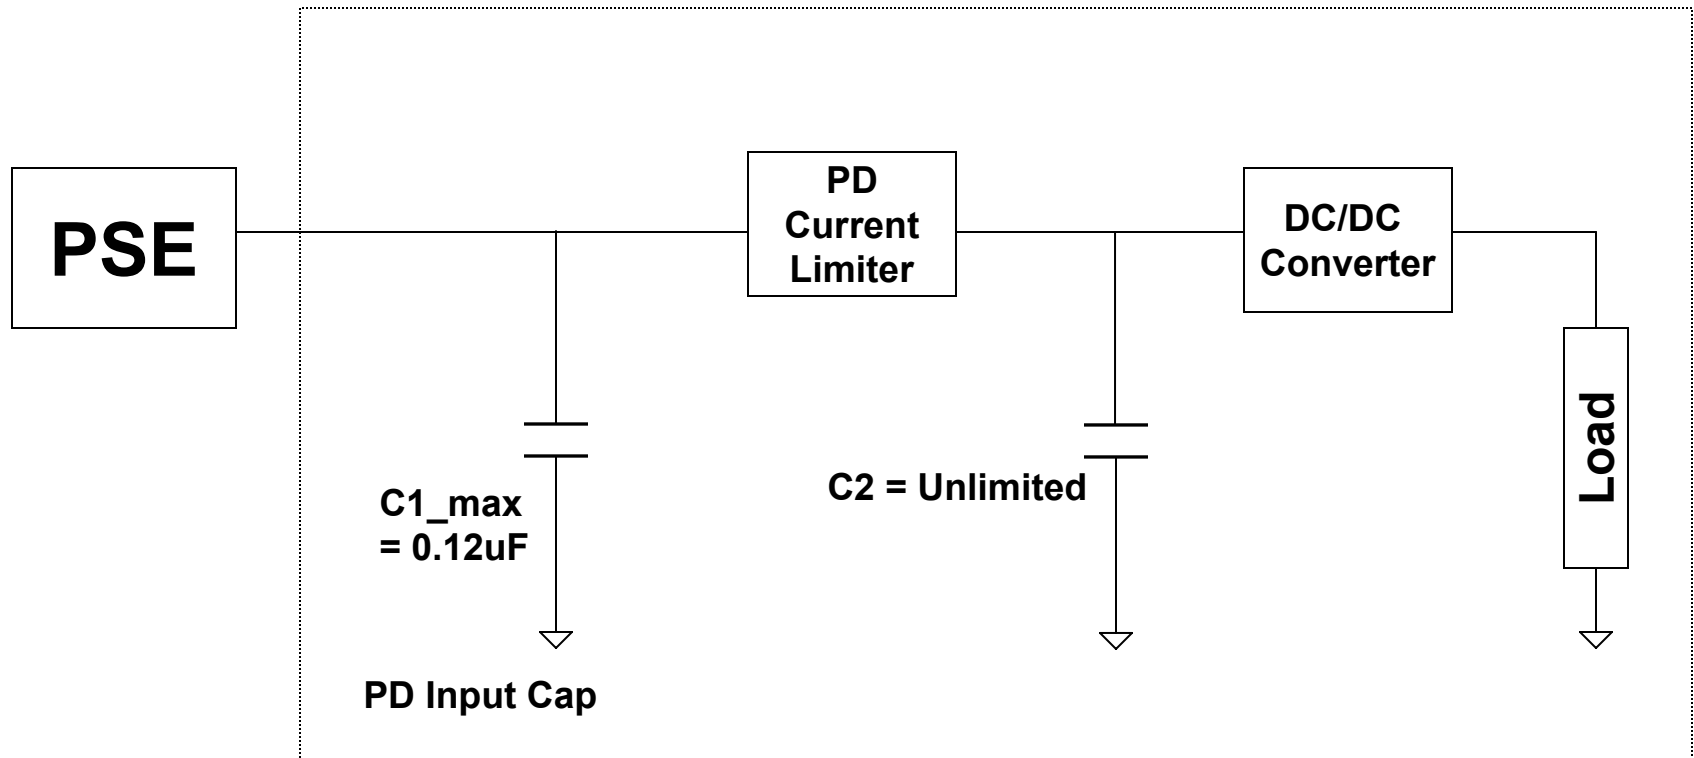 PSE
PD
Current
Limiter
DC/DC
Converter
Load
C1_max
= 0.12uF
C2 = Unlimited
PD Input Cap